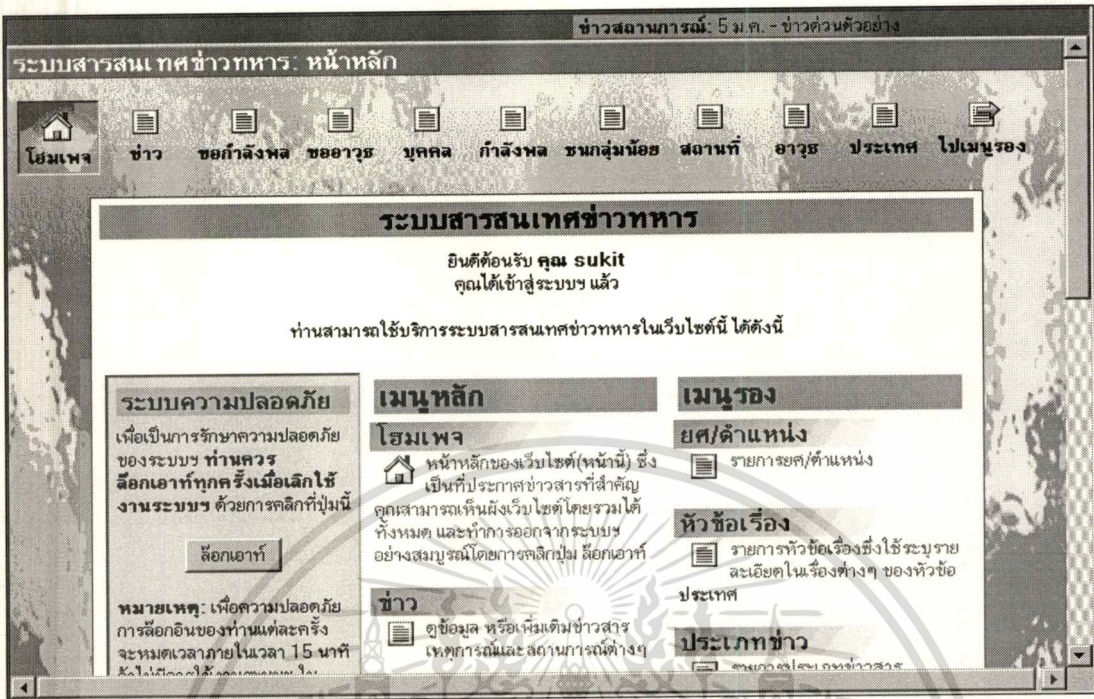 ข่าวสถานการณ์: 5 ม.ค. - ข่าวด่วนตัวอย่าง
ระบบสารสนเทศข่าวทหาร: หน้าหลัก
โฮมเพจ ข่าว ขอกำลังพล ขออาวุธ บุคคล กำลังพล ชนกลุ่มน้อย สถานที่ อาวุธ ประเทศ ไปเมนูรอง
ระบบสารสนเทศข่าวทหาร
ยินดีต้อนรับ คุณ sukit
คุณได้เข้าสู่ระบบฯ แล้ว
ท่านสามารถใช้บริการระบบสารสนเทศข่าวทหารในเว็บไซต์นี้ ได้ดังนี้
ระบบความปลอดภัย
เพื่อเป็นการรักษาความปลอดภัย
ของระบบฯ ท่านควร
ล๊อกเอาท์ทุกครั้งเมื่อเลิกใช้
งานระบบฯ ด้วยการคลิกที่ปุ่มนี้
ล๊อกเอาท์
หมายเหตุ: เพื่อความปลอดภัย
การล๊อกอินของท่านแต่ละครั้ง
จะหมดเวลาภายในเวลา 15 นาที
เมนูหลัก
โฮมเพจ
หน้าหลักของเว็บไซต์(หน้านี้) ซึ่ง
เป็นที่ประกาศข่าวสารที่สำคัญ
คุณสามารถเห็นผังเว็บไซต์โดยรวมได้
ทั้งหมด และทำการออกจากระบบฯ
อย่างสมบูรณ์โดยการคลิกปุ่ม ล๊อกเอาท์
ข่าว
ดูข้อมูล หรือเพิ่มเติมข่าวสาร
เหตุการณ์และสถานการณ์ต่างๆ
เมนูรอง
ยศ/ตำแหน่ง
รายการยศ/ตำแหน่ง
หัวข้อเรื่อง
รายการหัวข้อเรื่องซึ่งใช้ระบุราย
ละเอียดในเรื่องต่างๆ ของหัวข้อ
ประเทศ
ประเภทข่าว
รายการประเภทข่าวสาร